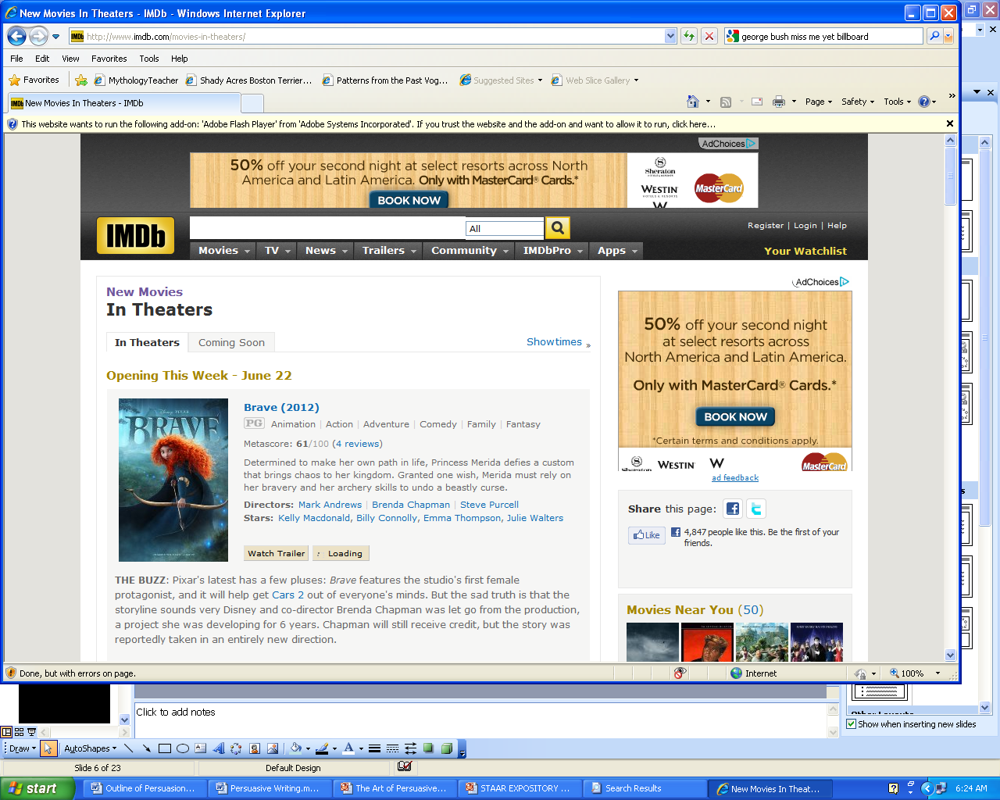 New Movies In Theaters - IMDb - Windows Internet Explorer
http://www.imdb.com/movies-in-theaters/
george bush miss me yet billboard
File Edit View Favorites Tools Help
Favorites MythologyTeacher Shady Acres Boston Terrier... Patterns from the Past Vog... Suggested Sites Web Slice Gallery
New Movies In Theaters - IMDb
Page Safety Tools
This website wants to run the following add-on: 'Adobe Flash Player' from 'Adobe Systems Incorporated'. If you trust the website and the add-on and want to allow it to run, click here...
AdChoices
50% off your second night at select resorts across North
America and Latin America. Only with MasterCard® Cards.*
BOOK NOW
Sheraton
WESTIN
W
MasterCard
IMDb
All
Register | Login | Help
Movies TV News Trailers Community IMDbPro Apps
Your Watchlist
New Movies
In Theaters
In Theaters Coming Soon
Showtimes »
Opening This Week - June 22
DISNEY PIXAR
BRAVE
Brave (2012)
PG Animation | Action | Adventure | Comedy | Family | Fantasy
Metascore: 61/100 (4 reviews)
Determined to make her own path in life, Princess Merida defies a custom
that brings chaos to her kingdom. Granted one wish, Merida must rely on
her bravery and her archery skills to undo a beastly curse.
Directors: Mark Andrews | Brenda Chapman | Steve Purcell
Stars: Kelly Macdonald, Billy Connolly, Emma Thompson, Julie Walters
Watch Trailer Loading
THE BUZZ: Pixar's latest has a few pluses: Brave features the studio's first female
protagonist, and it will help get Cars 2 out of everyone's minds. But the sad truth is that the
storyline sounds very Disney and co-director Brenda Chapman was let go from the production,
a project she was developing for 6 years. Chapman will still receive credit, but the story was
reportedly taken in an entirely new direction.
AdChoices
50% off your second night
at select resorts across
North America and Latin America.
Only with MasterCard® Cards.*
BOOK NOW
*Certain terms and conditions apply.
Sheraton WESTIN W MasterCard
ad feedback
Share this page:
Like
4,847 people like this. Be the first of your
friends.
Movies Near You (50)
Done, but with errors on page.
Internet
100%
Click to add notes
Other Layouts
Show when inserting new slides
Draw AutoShapes
Slide 6 of 23
Default Design
start
Outline of Persuasion... Persuasive Writing.m... The Art of Persuasive... STAAR EXPOSITORY ... Search Results New Movies In Theat...
6:24 AM